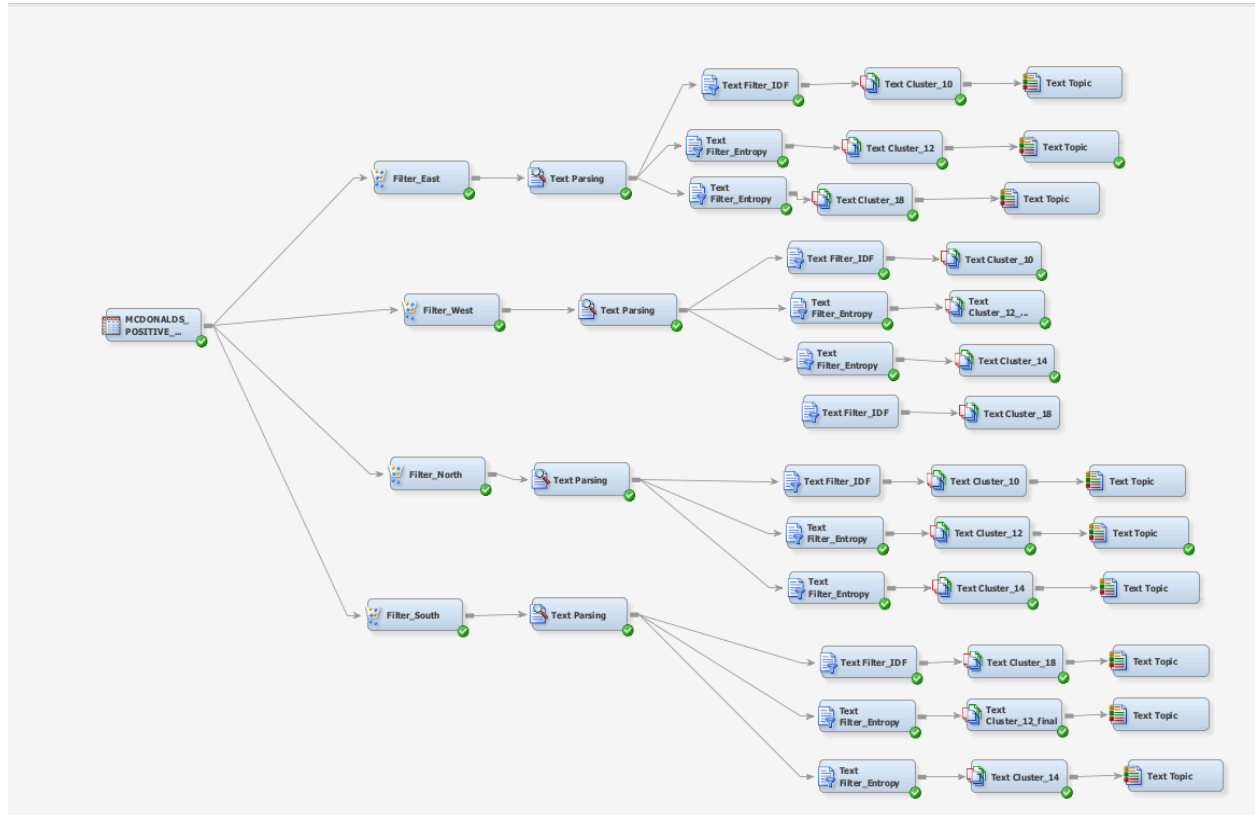 Text Filter_IDF
Text Cluster_10
Text Topic
Text
Filter_Entropy
Text Cluster_12
Text Topic
Filter_East
Text Parsing
Text
Filter_Entropy
Text Cluster_18
Text Topic
Text Filter_IDF
Text Cluster_10
MCDONALDS_
POSITIVE_...
Filter_West
Text Parsing
Text
Filter_Entropy
Text
Cluster_12_...
Text
Filter_Entropy
Text Cluster_14
Text Filter_IDF
Text Cluster_18
Filter_North
Text Parsing
Text Filter_IDF
Text Cluster_10
Text Topic
Text
Filter_Entropy
Text Cluster_12
Text Topic
Text
Filter_Entropy
Text Cluster_14
Text Topic
Filter_South
Text Parsing
Text Filter_IDF
Text Cluster_18
Text Topic
Text
Filter_Entropy
Text
Cluster_12_final
Text Topic
Text
Filter_Entropy
Text Cluster_14
Text Topic